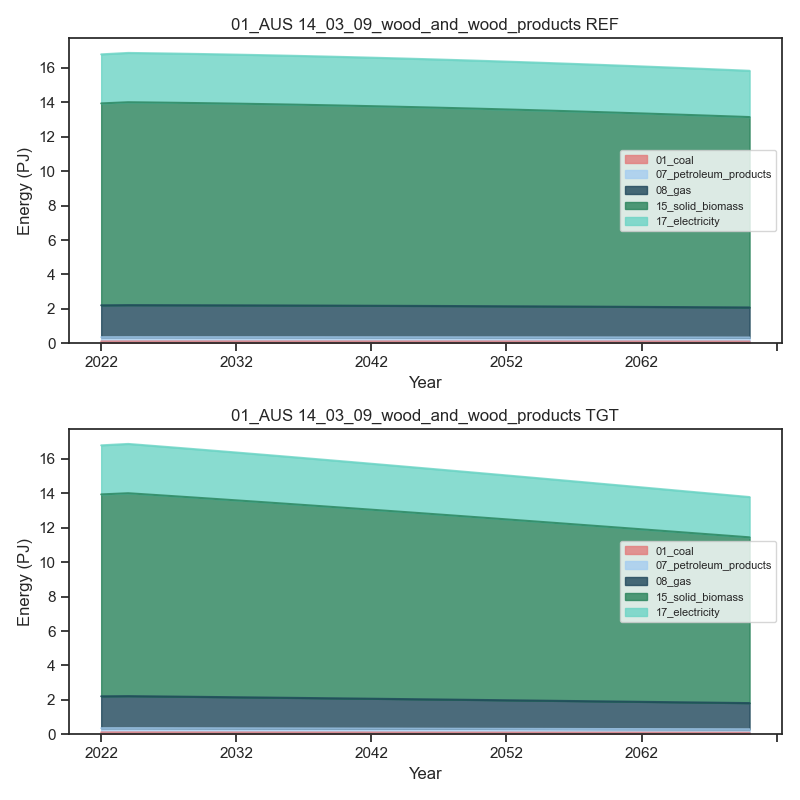 01_AUS 14_03_09_wood_and_wood_products REF
16
14
12
10
8
6
4
2
0
Energy (PJ)
01_coal
07_petroleum_products
08_gas
15_solid_biomass
17_electricity
2022 2032 2042 2052 2062
Year
01_AUS 14_03_09_wood_and_wood_products TGT
16
14
12
10
8
6
4
2
0
Energy (PJ)
01_coal
07_petroleum_products
08_gas
15_solid_biomass
17_electricity
2022 2032 2042 2052 2062
Year